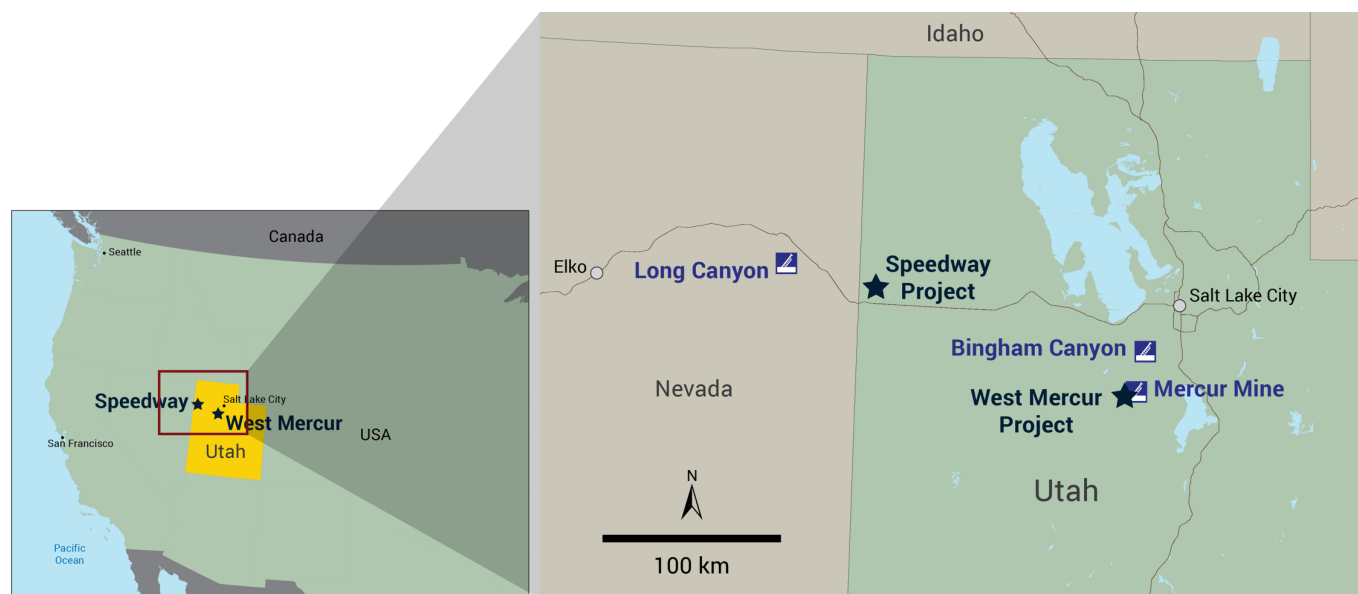 Canada
Seattle
Speedway
Salt Lake City
West Mercur
USA
San Francisco
Utah
Pacific
Ocean
Idaho
Elko
Long Canyon
Speedway
Project
Salt Lake City
Bingham Canyon
Nevada
West Mercur
Project
Mercur Mine
N
Utah
100 km